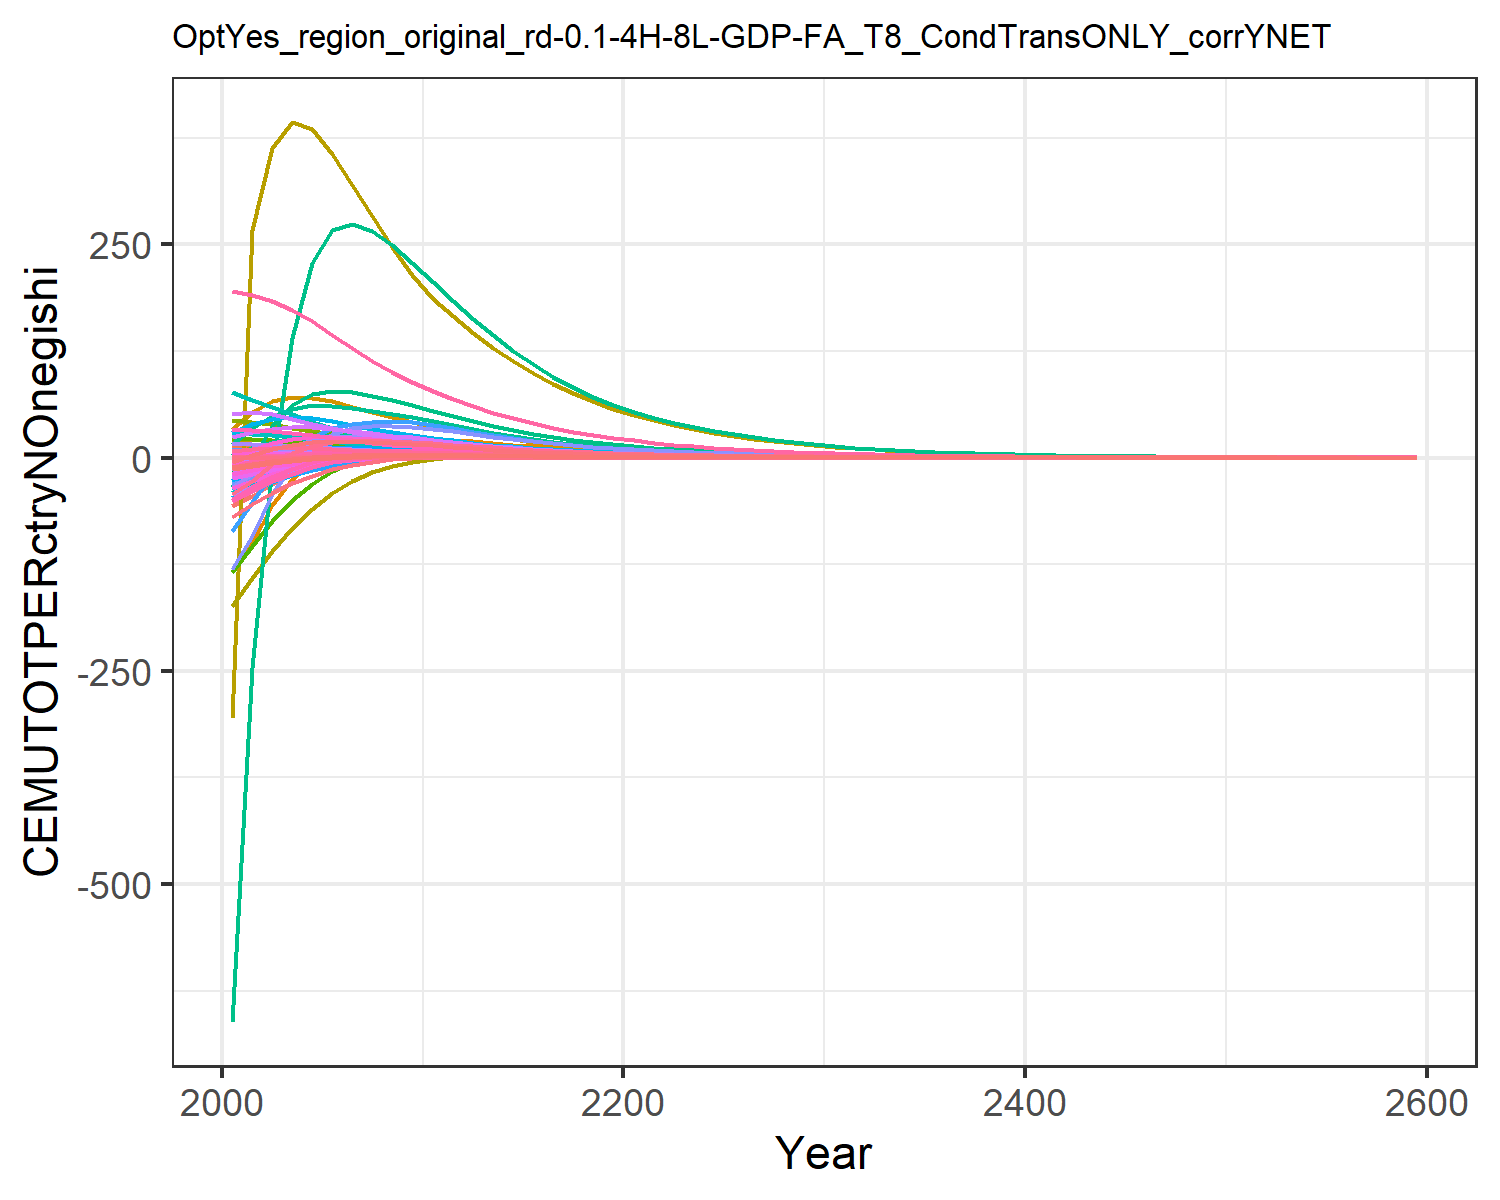 OptYes_region_original_rd-0.1-4H-8L-GDP-FA_T8_CondTransONLY_corrYNET
CEMUTOTPERctryNOnegishi
250
0
-250
-500
2000
2200
2400
2600
Year